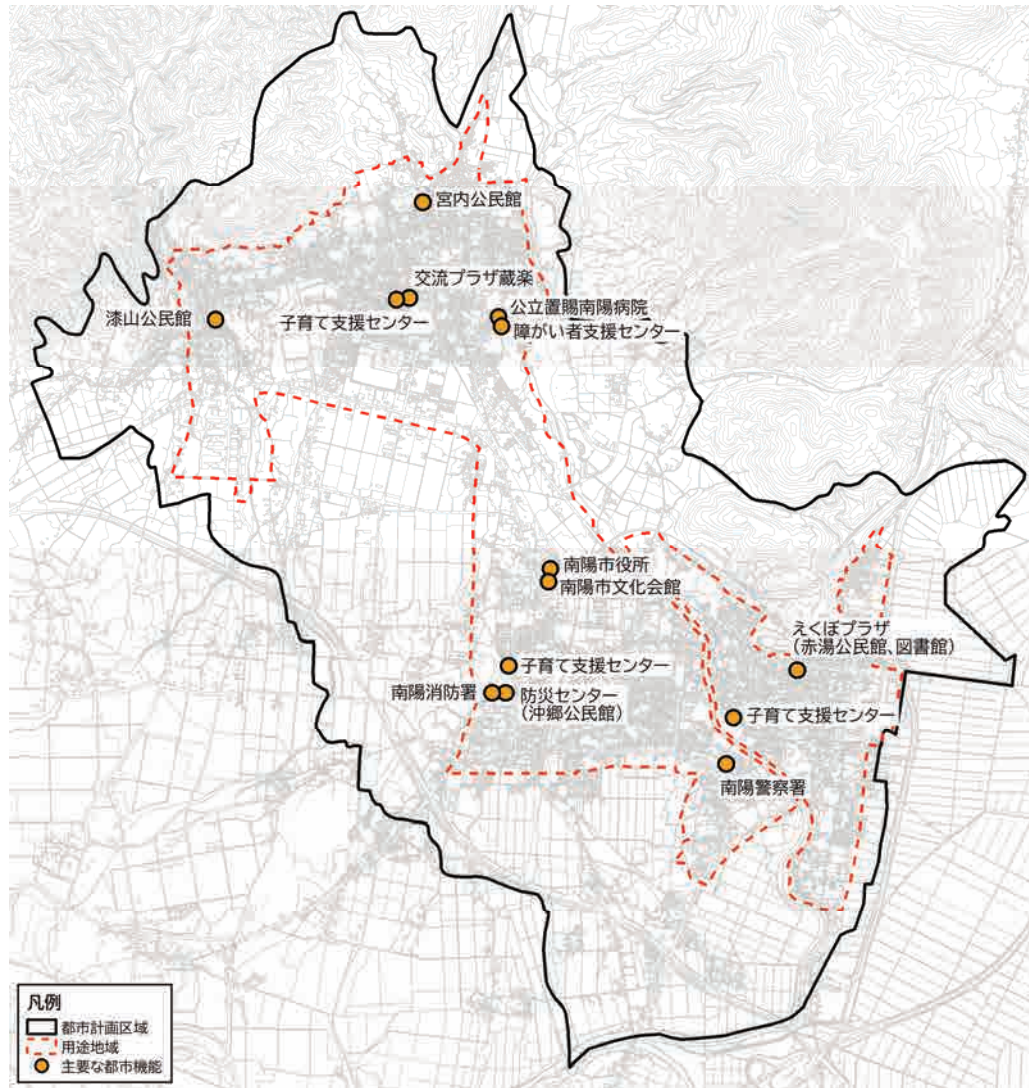 宮内公民館
交流プラザ蔵楽
子育て支援センター
漆山公民館
公立置賜南陽病院
障がい者支援センター
南陽市役所
南陽市文化会館
えくぼプラザ
(赤湯公民館、図書館)
子育て支援センター
南陽消防署
防災センター
(沖郷公民館)
子育て支援センター
南陽警察署
凡例
都市計画区域
用途地域
主要な都市機能